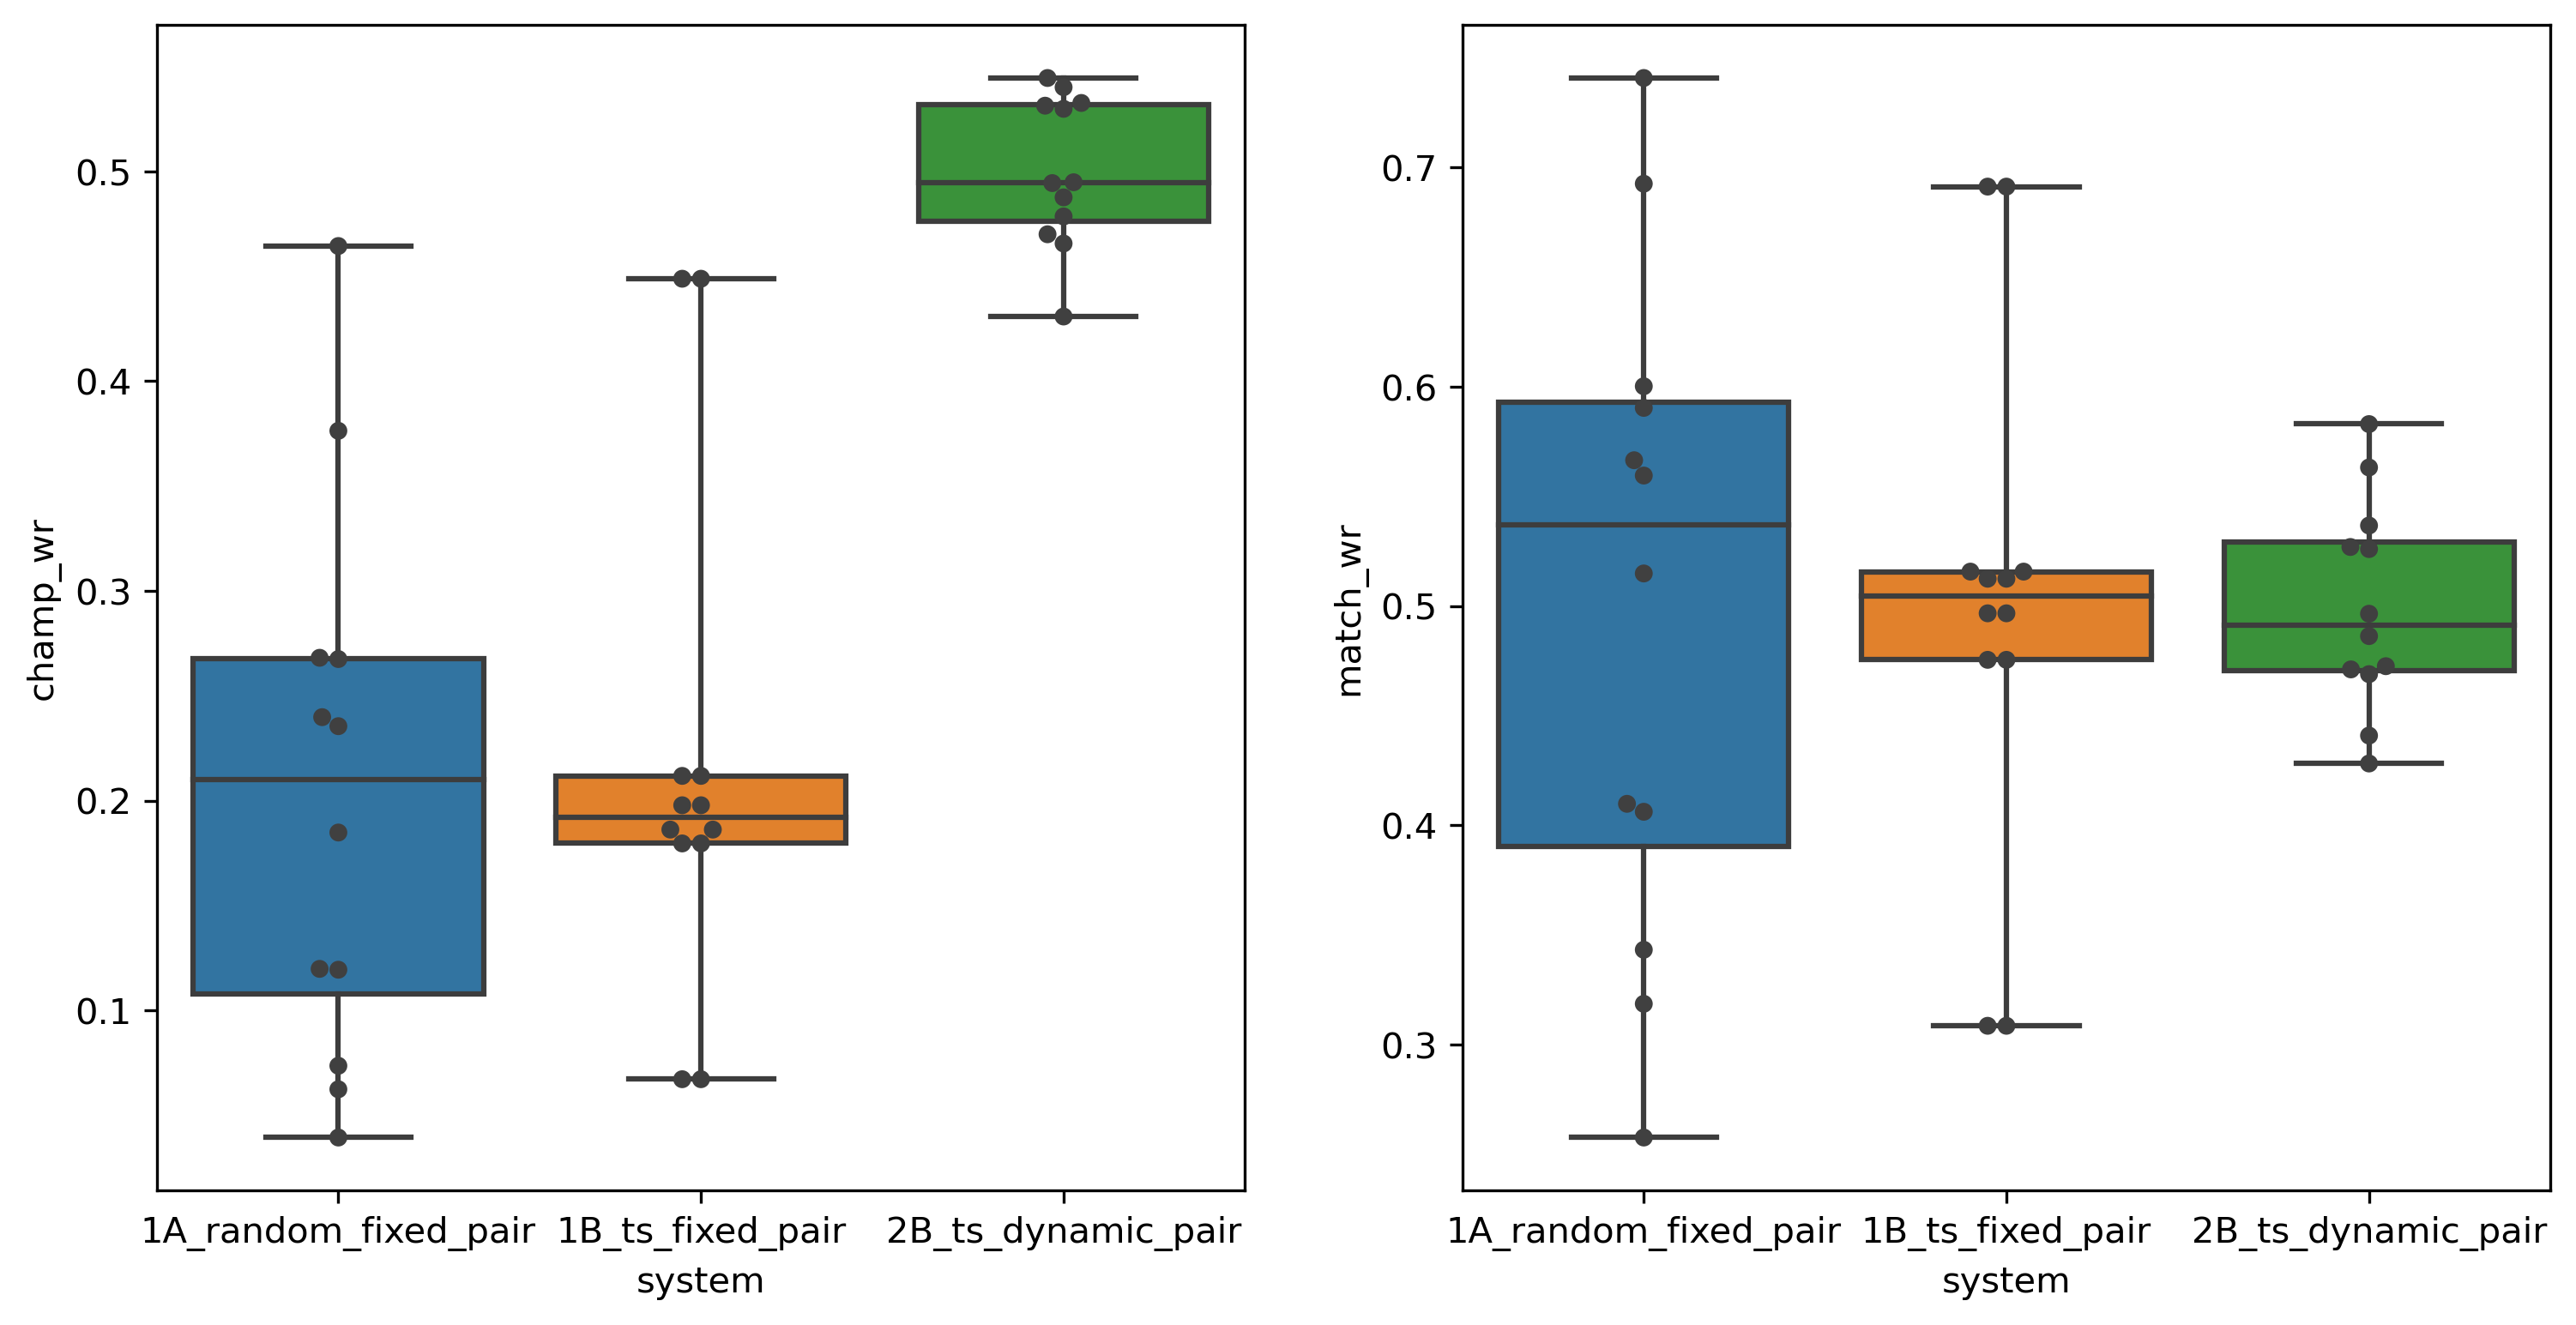 champ_wr
0.5
0.4
0.3
0.2
0.1
1A_random_fixed_pair 1B_ts_fixed_pair 2B_ts_dynamic_pair
system
match_wr
0.7
0.6
0.5
0.4
0.3
1A_random_fixed_pair 1B_ts_fixed_pair 2B_ts_dynamic_pair
system